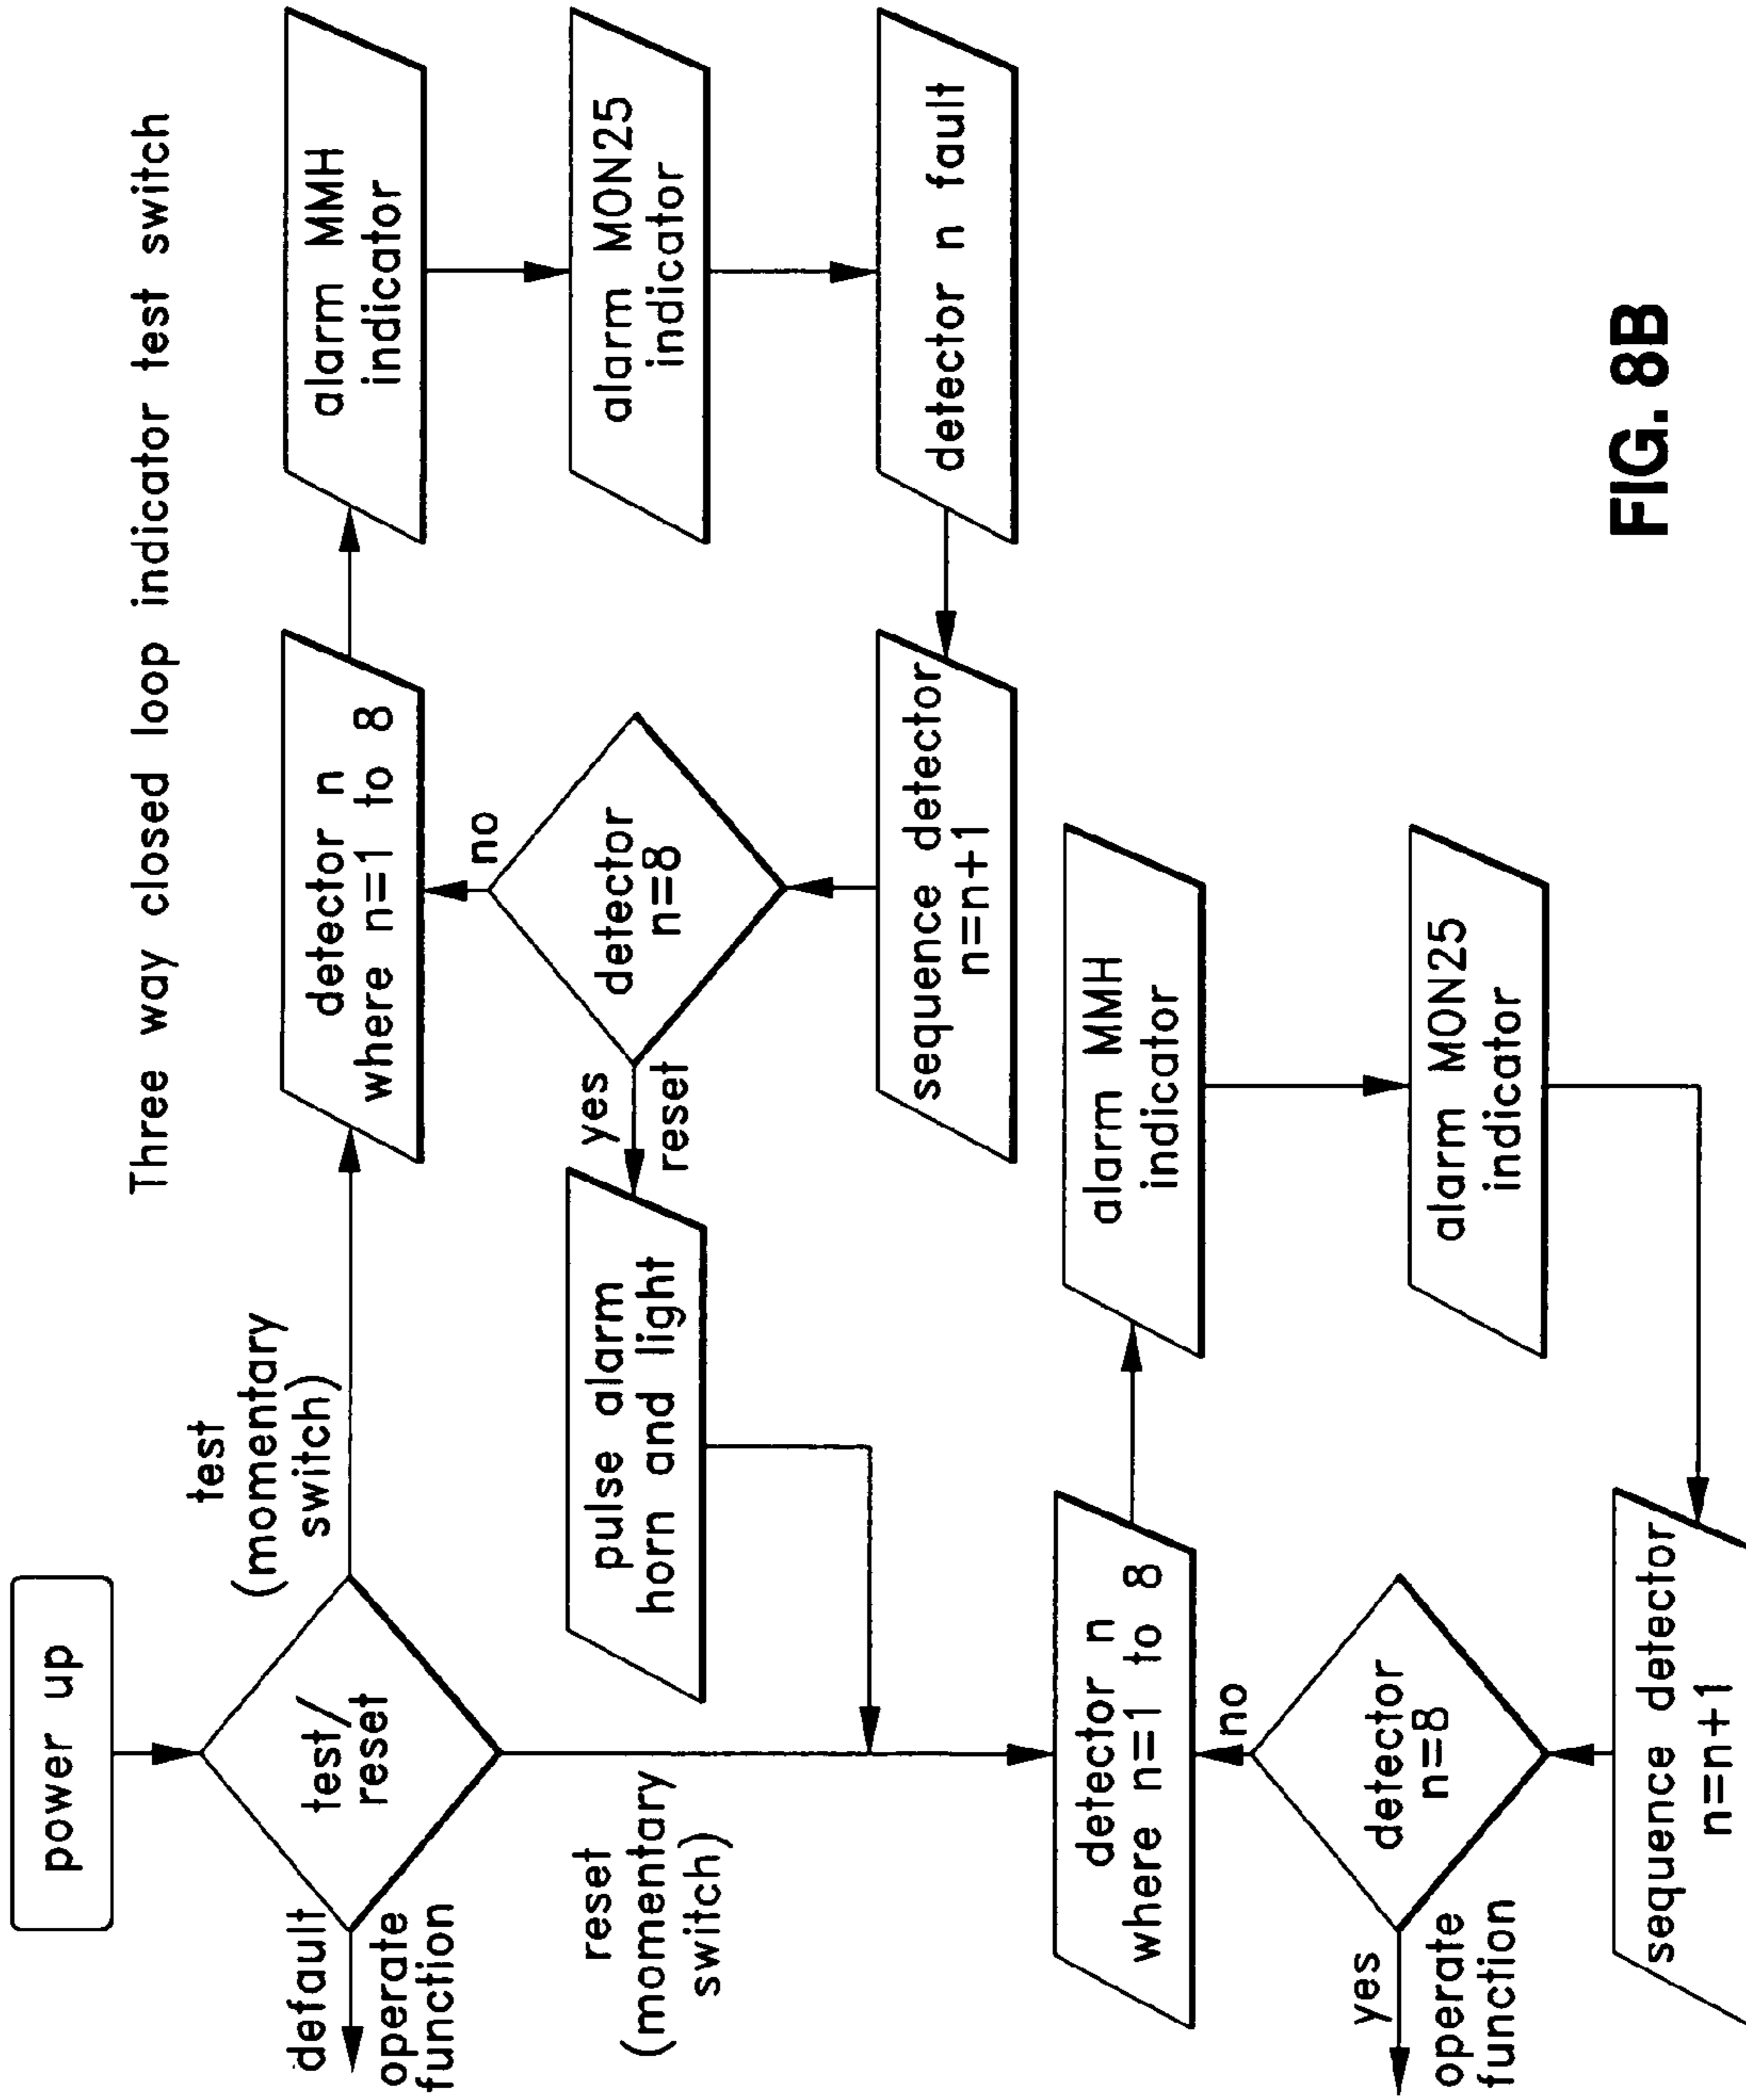 Three way closed loop indicator test switch
power up
test/
reset
default
operate
function
test
(momentary
switch)
reset
(momentary
switch)
detector n
where n=1 to 8
alarm MMH
indicator
alarm MON25
indicator
detector n fault
sequence detector
n=n+1
detector
n=8
no
yes
reset
pulse alarm
horn and light
detector n
where n=1 to 8
alarm MMH
indicator
alarm MON25
indicator
sequence detector
n=n+1
detector
n=8
no
yes
operate
function
FIG. 8B